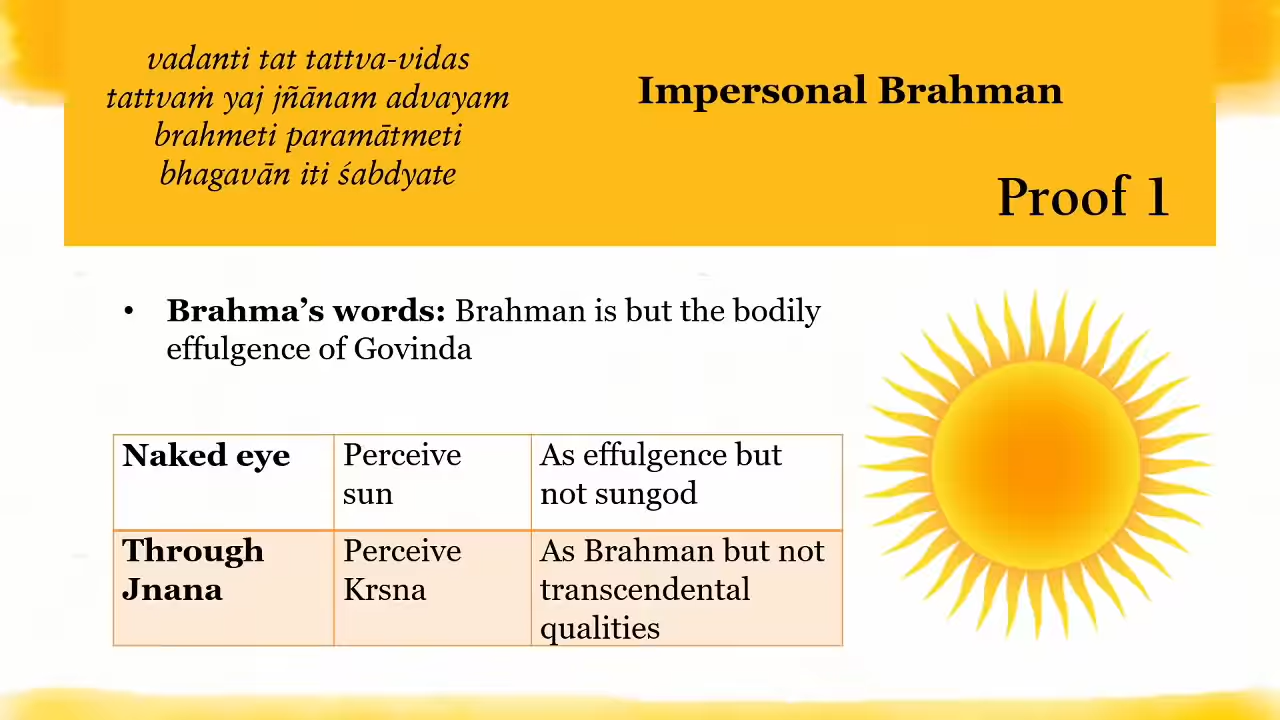 vadanti tat tattva-vidas
tattvaṁ yaj jñānam advayam
brahmeti paramātmeti
bhagavān iti śabdyate
Impersonal Brahman
Proof 1
• Brahma’s words: Brahman is but the bodily
effulgence of Govinda
Naked eye
Perceive
sun
As effulgence but
not sungod
Through
Jnana
Perceive
Krsna
As Brahman but not
transcendental
qualities